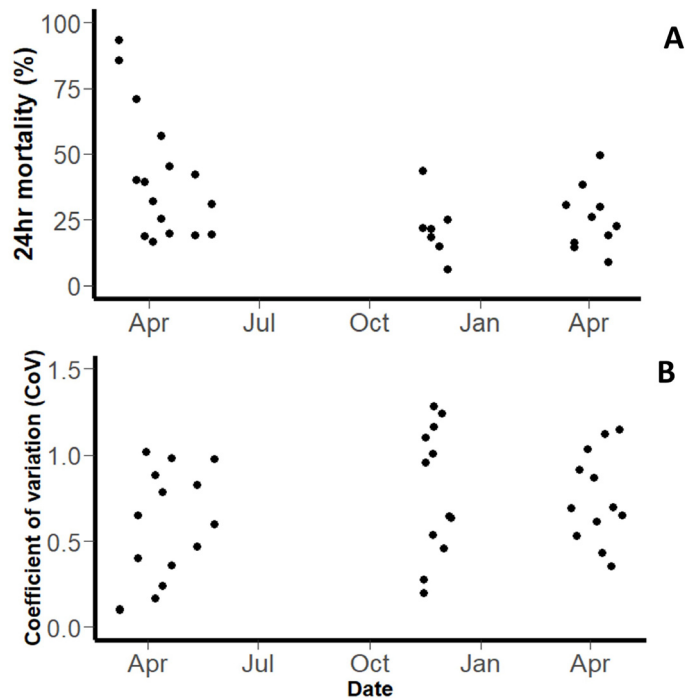 A
24hr mortality (%)
100
75
50
25
0
Apr Jul Oct Jan Apr
B
Coefficient of variation (CoV)
1.5
1.0
0.5
0.0
Apr Jul Oct Jan Apr
Date